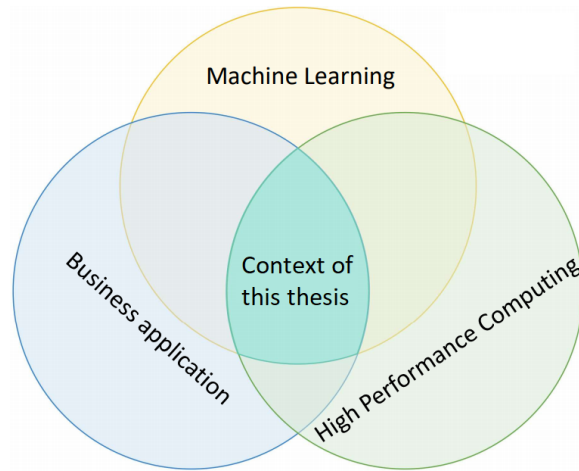 Machine Learning
Context of
this thesis
Business application
High Performance Computing